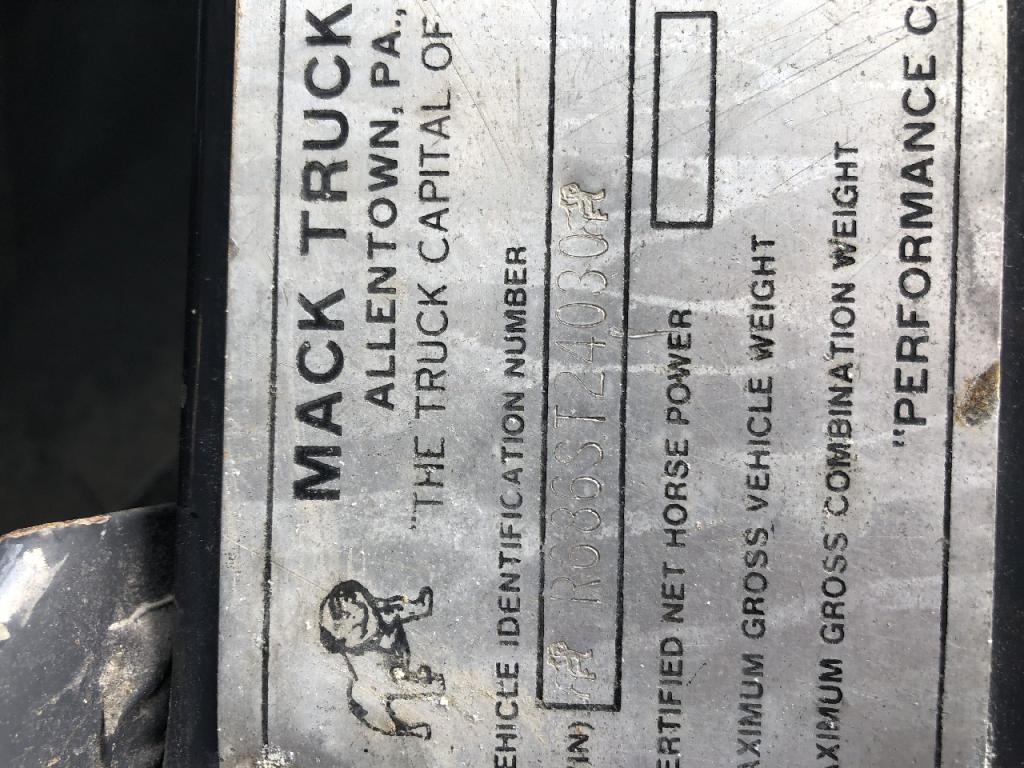 MACK TRUCK
ALLENTOWN, PA.,
"THE TRUCK CAPITAL OF
EHICLE IDENTIFICATION NUMBER
IN) R686ST24030
ERTIFIED NET HORSE POWER
AXIMUM GROSS VEHICLE WEIGHT
AXIMUM GROSS COMBINATION WEIGHT
"PERFORMANCE CO